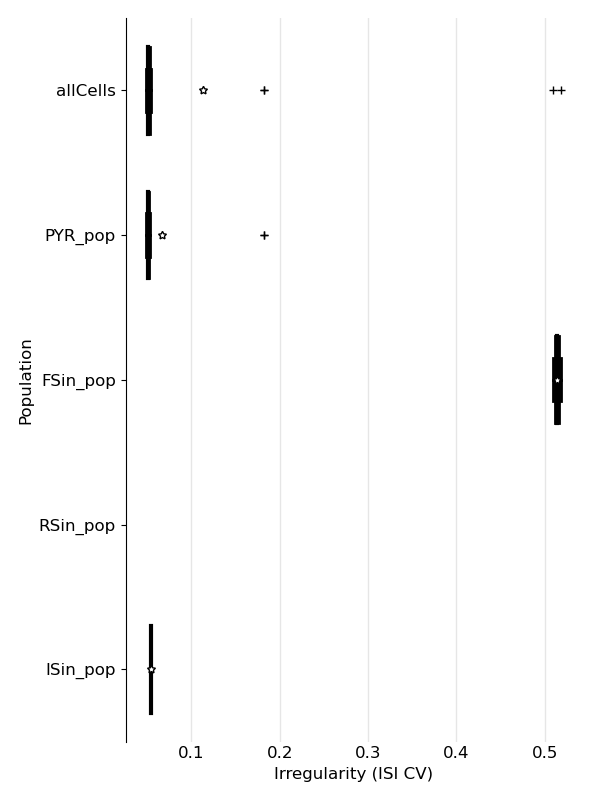 allCells
PYR_pop
FSin_pop
RSin_pop
ISin_pop
Population
0.1 0.2 0.3 0.4 0.5
Irregularity (ISI CV)